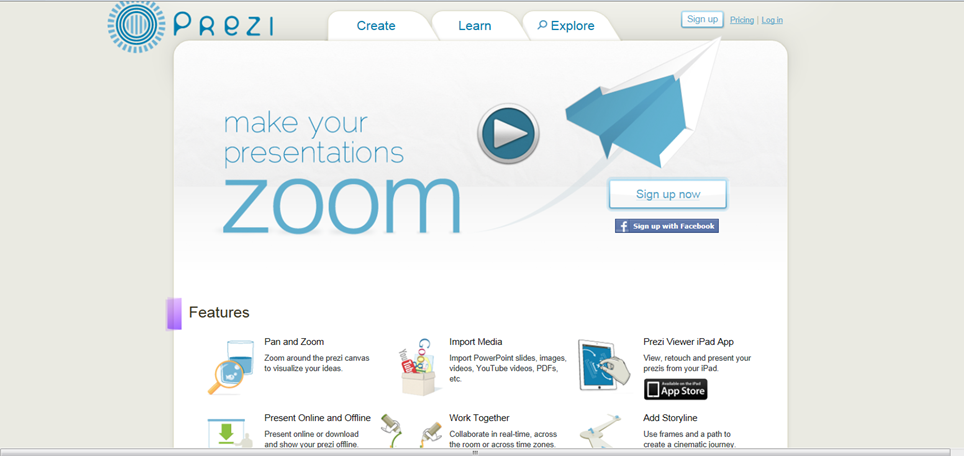 PREZI
Create
Learn
Explore
Sign up
Pricing | Log in
make your
presentations
zoom
Sign up now
f Sign up with Facebook
Features
Pan and Zoom
Zoom around the prezi canvas
to visualize your ideas.
Import Media
Import PowerPoint slides, images,
videos, YouTube videos, PDFs,
etc.
Prezi Viewer iPad App
View, retouch and present your
prezis from your iPad.
Available on the iPad
App Store
Present Online and Offline
Present online or download
and show your prezi offline.
Work Together
Collaborate in real-time, across
the room or across time zones.
Add Storyline
Use frames and a path to
create a cinematic journey.